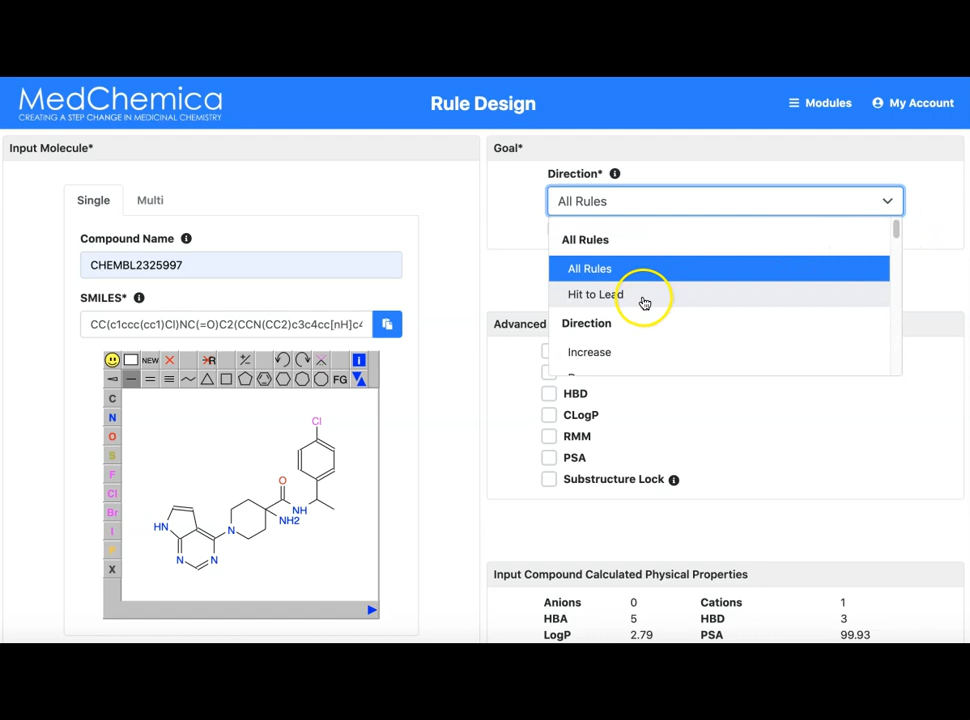 MedChemica
CREATING A STEP CHANGE IN MEDICINAL CHEMISTRY
Rule Design
Modules
My Account
Input Molecule*
Single
Multi
Compound Name
CHEMBL2325997
SMILES*
CC(c1ccc(cc1)Cl)NC(=O)C2(CCN(CC2)c3c4cc[nH]c4
NEW
R
+/-
i
FG
C
N
O
S
F
Cl
Br
I
P
X
Cl
O
NH
NH2
HN
N
N
N
Goal*
Direction*
All Rules
All Rules
All Rules
Hit to Lead
Direction
Increase
Advanced
HBD
CLogP
RMM
PSA
Substructure Lock
Input Compound Calculated Physical Properties
Anions 0 Cations 1
HBA 5 HBD 3
LogP 2.79 PSA 99.93